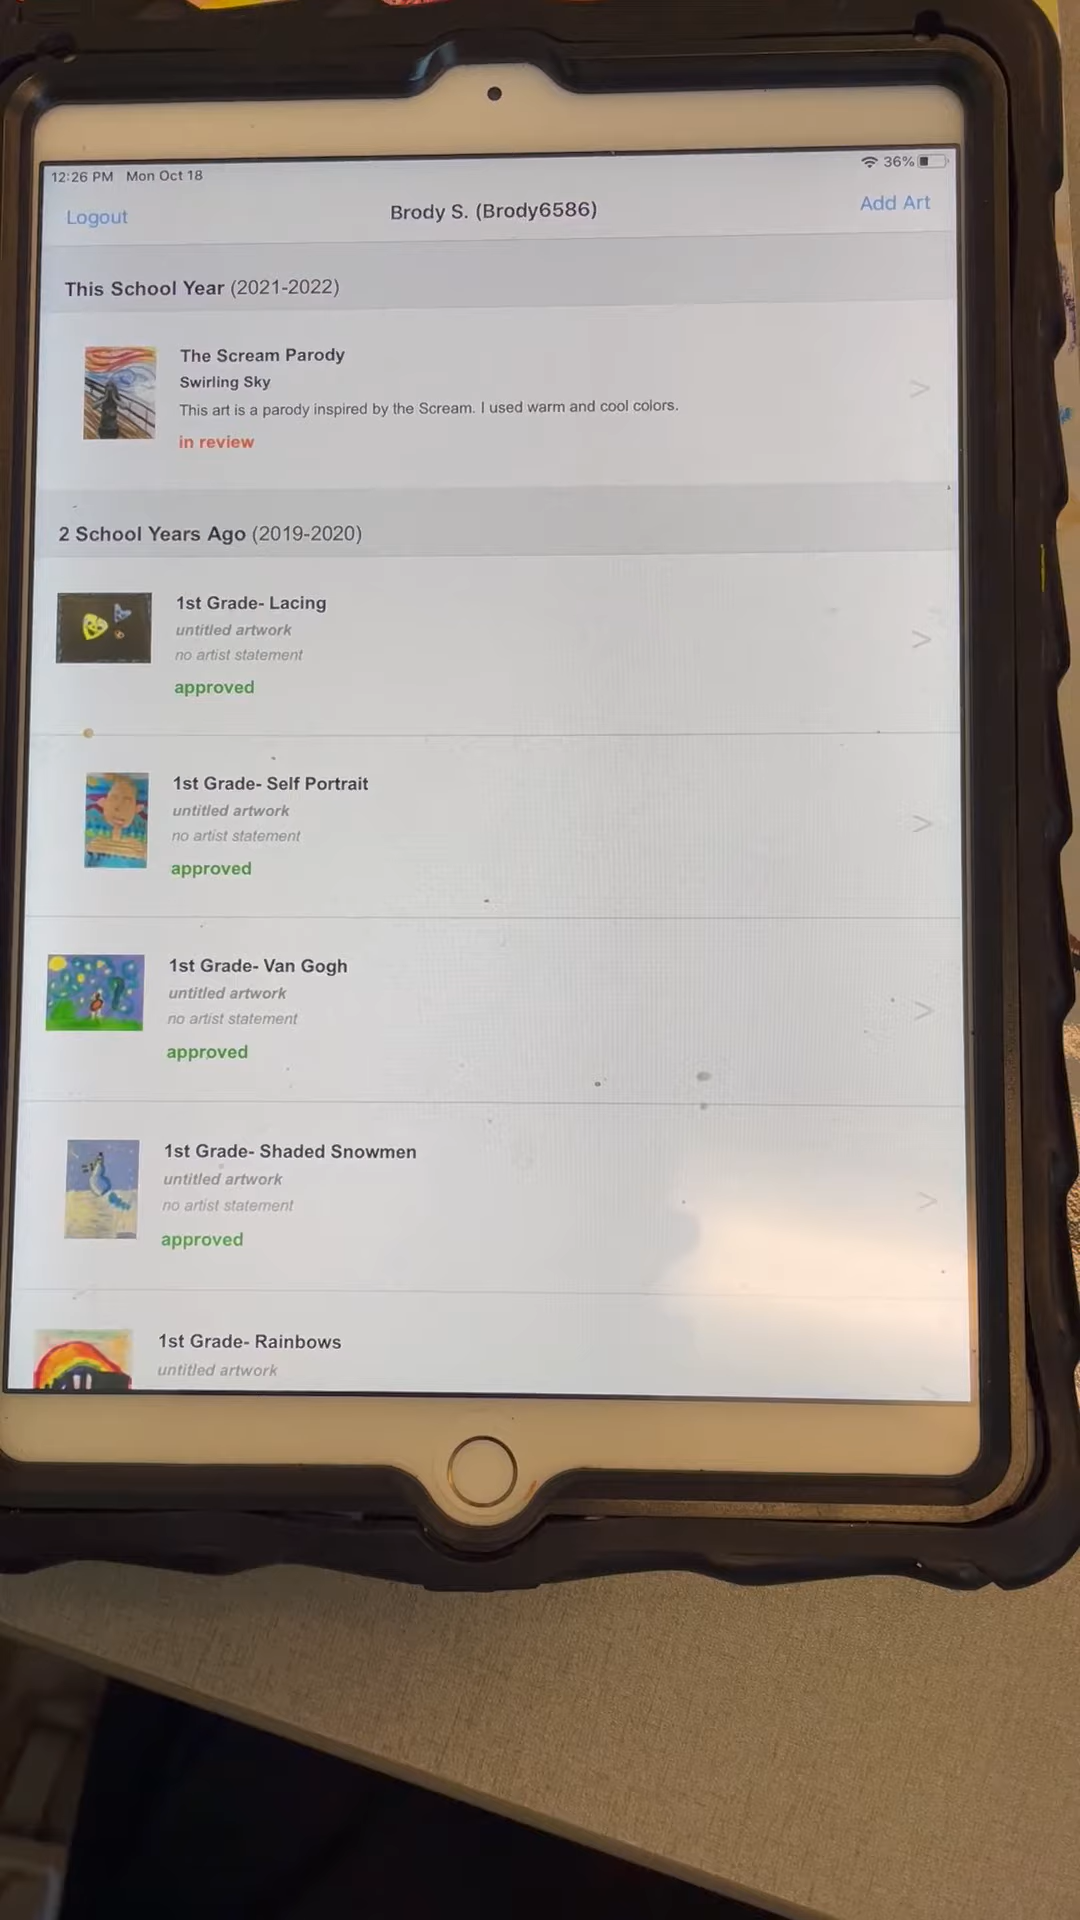 12:26 PM Mon Oct 18 36%
Logout Brody S. (Brody6586) Add Art
This School Year (2021-2022)
The Scream Parody
Swirling Sky
This art is a parody inspired by the Scream. I used warm and cool colors.
in review
2 School Years Ago (2019-2020)
1st Grade- Lacing
untitled artwork
no artist statement
approved
1st Grade- Self Portrait
untitled artwork
no artist statement
approved
1st Grade- Van Gogh
untitled artwork
no artist statement
approved
1st Grade- Shaded Snowmen
untitled artwork
no artist statement
approved
1st Grade- Rainbows
untitled artwork